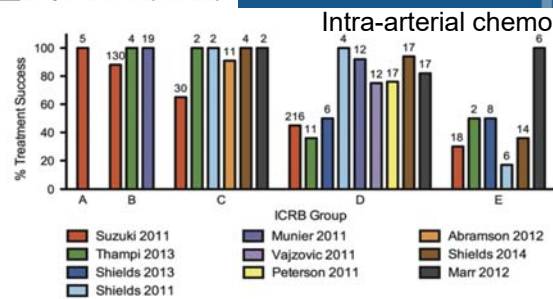 Intra-arterial chemo
% Treatment Success
100
80
60
40
20
0
5
130 4 19
30 2 2 11 4 2
216 11 6 4 12 12 17 17 17
18 2 8 6 14 6
A B C D E
ICRB Group
Suzuki 2011 Munier 2011 Abramson 2012
Thampi 2013 Vajzovic 2011 Shields 2014
Shields 2013 Peterson 2011 Marr 2012
Shields 2011